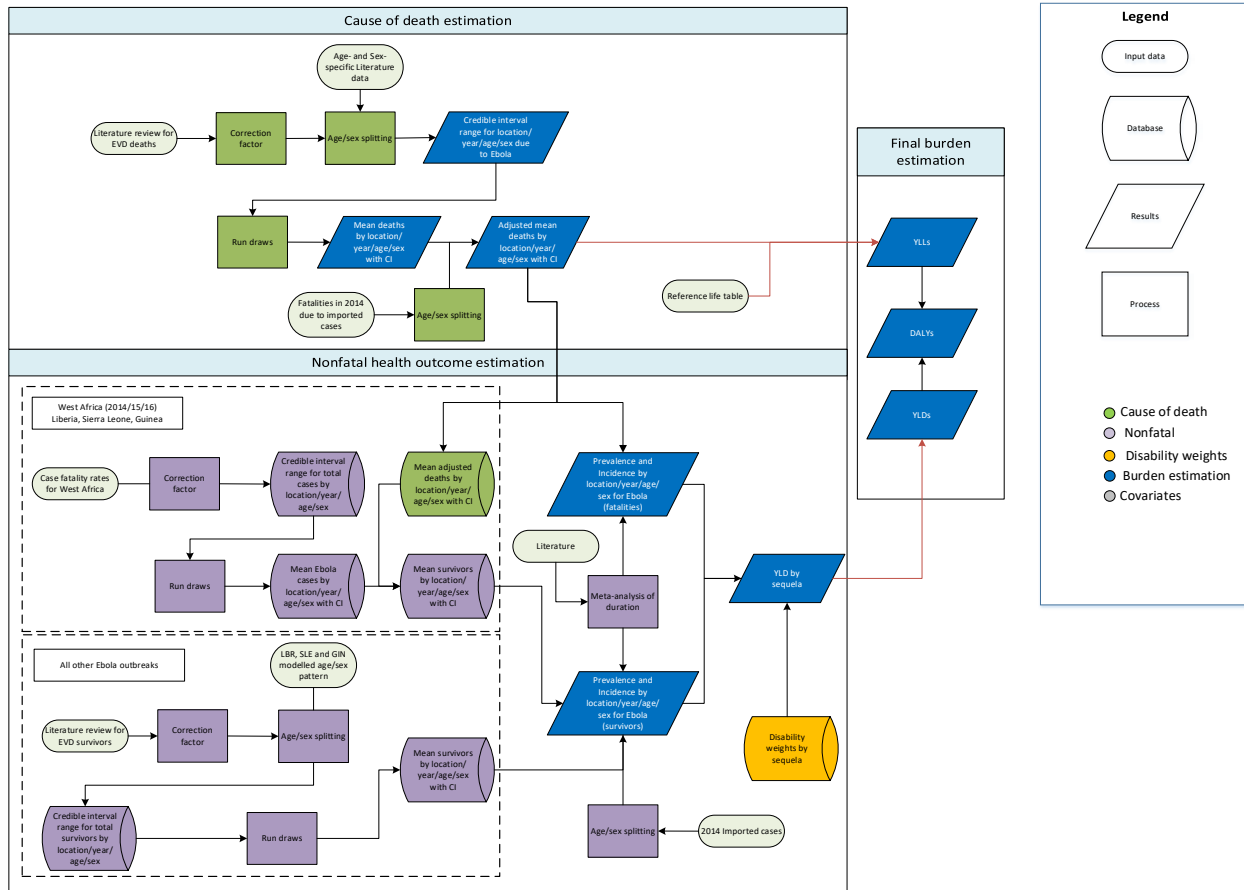 Cause of death estimation
Age- and Sex-
specific Literature
data
Literature review for
EVD deaths
Correction
factor
Age/sex splitting
Credible interval
range for location/
year/age/sex due
to Ebola
Run draws
Mean deaths
by location/
year/age/sex
with CI
Adjusted mean
deaths by
location/year/
age/sex with CI
Fatalities in 2014
due to imported
cases
Age/sex splitting
Reference life table
Final burden
estimation
YLLs
DALYs
YLDs
Nonfatal health outcome estimation
West Africa (2014/15/16)
Liberia, Sierra Leone, Guinea
Case fatality rates
for West Africa
Correction
factor
Credible interval
range for total
cases by
location/year/
age/sex
Mean adjusted
deaths by
location/year/
age/sex with CI
Prevalence and
Incidence by
location/year/age/
sex for Ebola
(fatalities)
Run draws
Mean Ebola
cases by
location/year/
age/sex with CI
Mean survivors
by location/
year/age/sex
with CI
Literature
Meta-analysis of
duration
YLD by
sequela
All other Ebola outbreaks
LBR, SLE and GIN
modelled age/sex
pattern
Literature review for
EVD survivors
Correction
factor
Age/sex splitting
Prevalence and
Incidence by
location/year/age/
sex for Ebola
(survivors)
Disability
weights by
sequela
Mean survivors
by location/
year/age/sex
with CI
Credible interval
range for total
survivors by
location/year/
age/sex
Run draws
Age/sex splitting
2014 Imported cases
Legend
Input data
Database
Results
Process
Cause of death
Nonfatal
Disability weights
Burden estimation
Covariates